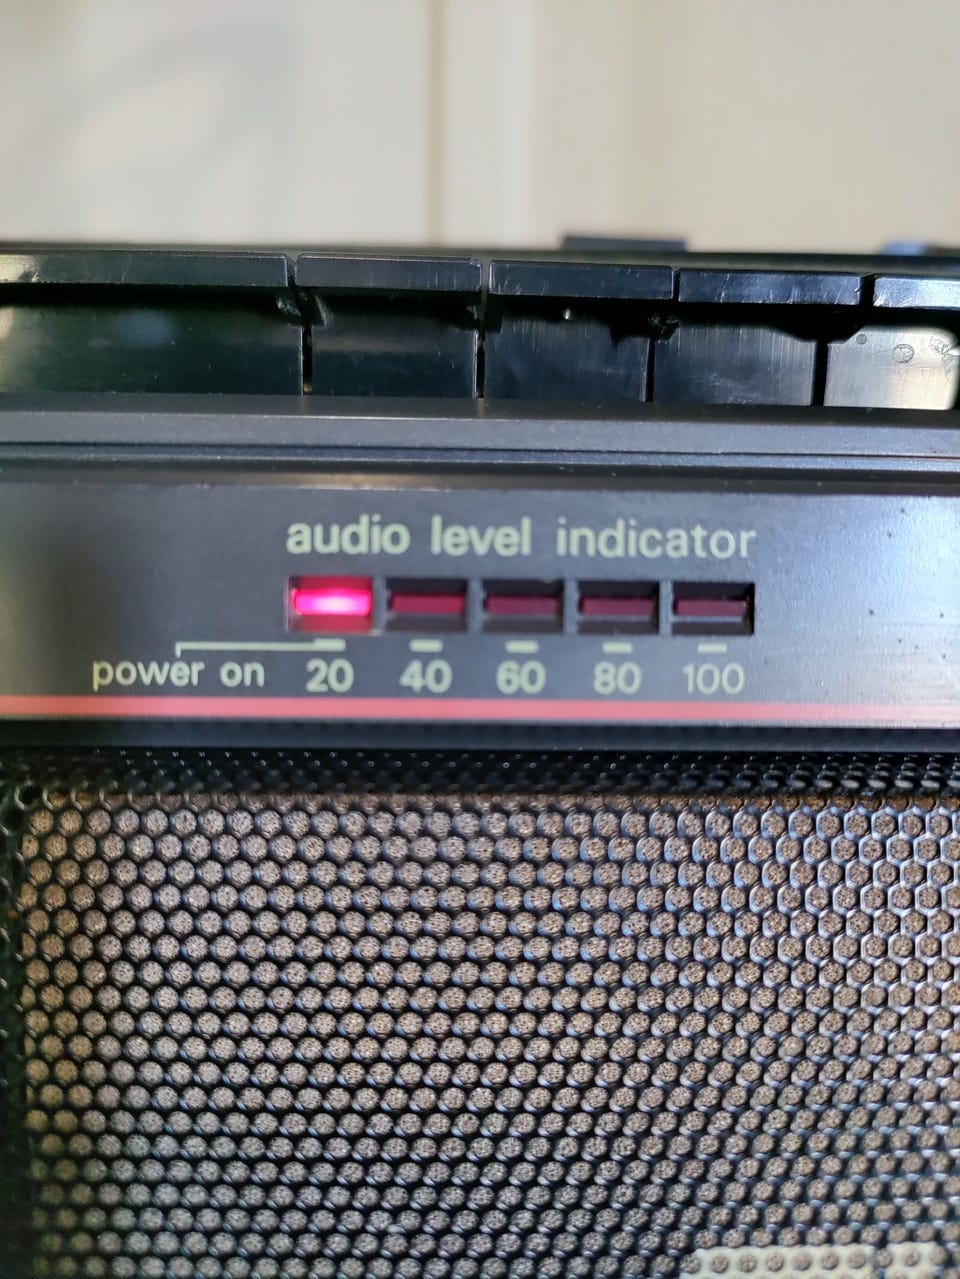 audio level indicator
power on 20 40 60 80 100